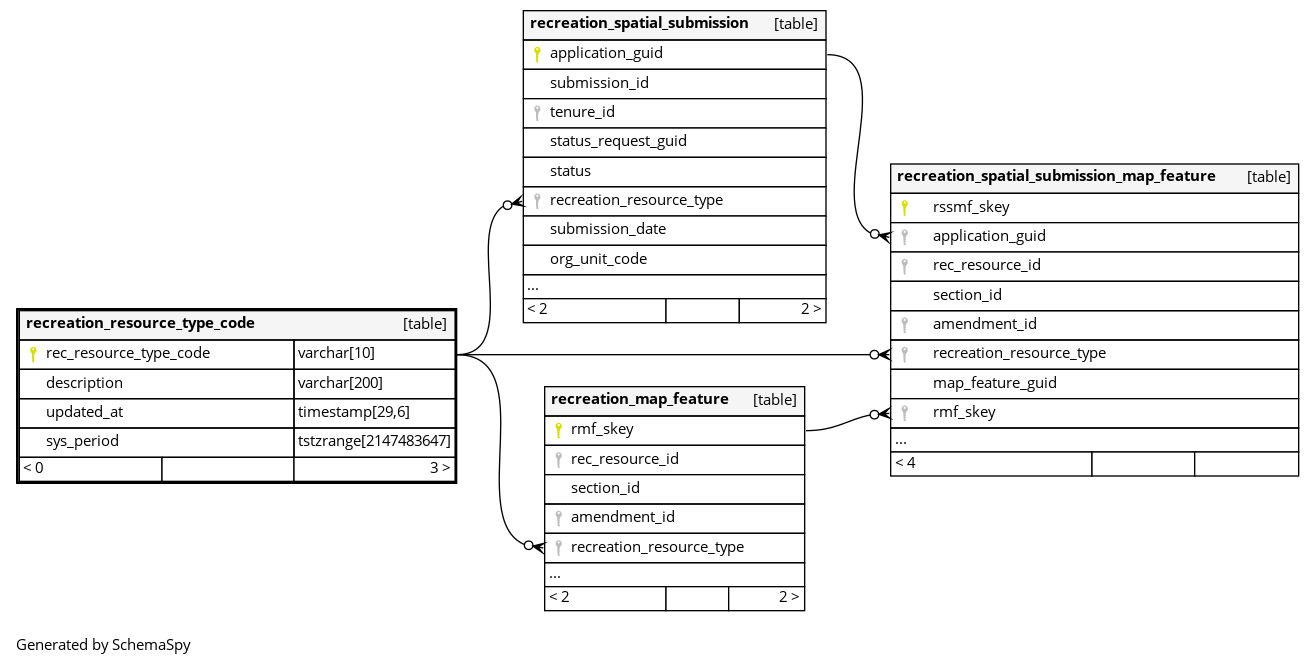 recreation_spatial_submission [table]
application_guid
submission_id
tenure_id
status_request_guid
status
recreation_resource_type
submission_date
org_unit_code
...
< 2 2 >
recreation_spatial_submission_map_feature [table]
rssmf_skey
application_guid
rec_resource_id
section_id
amendment_id
recreation_resource_type
map_feature_guid
rmf_skey
...
< 4
recreation_resource_type_code [table]
rec_resource_type_code varchar[10]
description varchar[200]
updated_at timestamp[29,6]
sys_period tstzrange[2147483647]
< 0 3 >
recreation_map_feature [table]
rmf_skey
rec_resource_id
section_id
amendment_id
recreation_resource_type
...
< 2 2 >
Generated by SchemaSpy